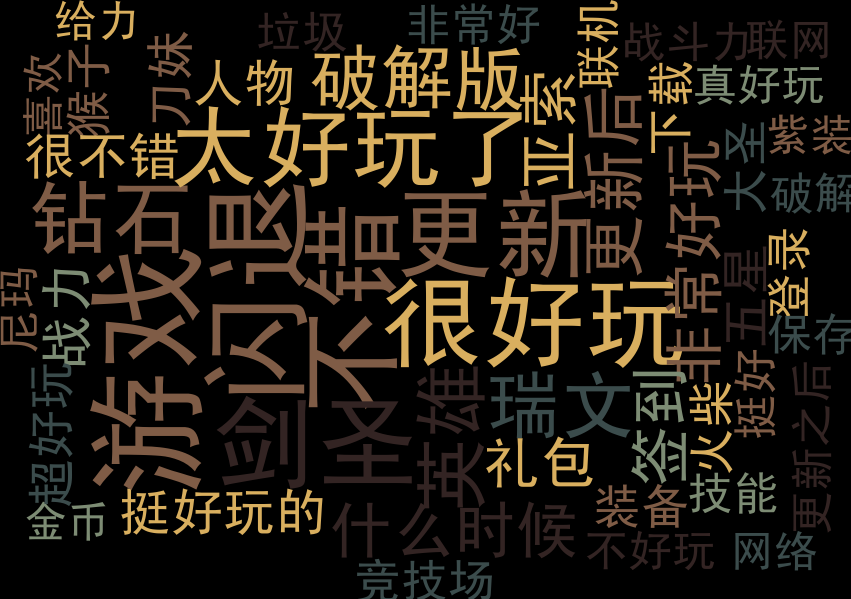 给力
垃圾
非常好
联机
战斗力
联网
喜欢
猴子
刀妹
人物
破解版
亚索
下载
真好玩
紫装
很不错
太好玩了
更新后
非常好玩
大圣
破解
钻石
闪退
不错
更新
尼玛
战力
游戏
很好玩
五星
登录
保存
超好玩
剑圣
英雄
瑞文
签到
火柴
挺好
更新之后
礼包
技能
金币
挺好玩的
什么时候
装备
不好玩
网络
竞技场